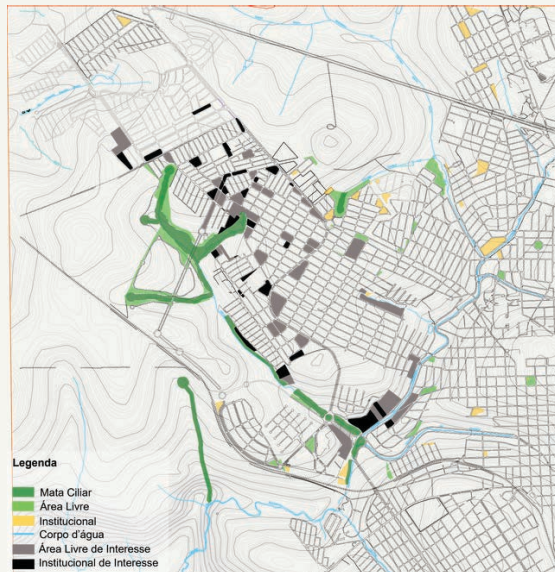 Legenda
Mata Ciliar
Área Livre
Institucional
Corpo d'água
Área Livre de Interesse
Institucional de Interesse